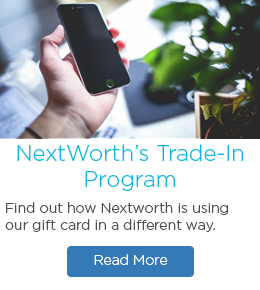 NextWorth’s Trade-In
Program
Find out how Nextworth is using
our gift card in a different way.
Read More